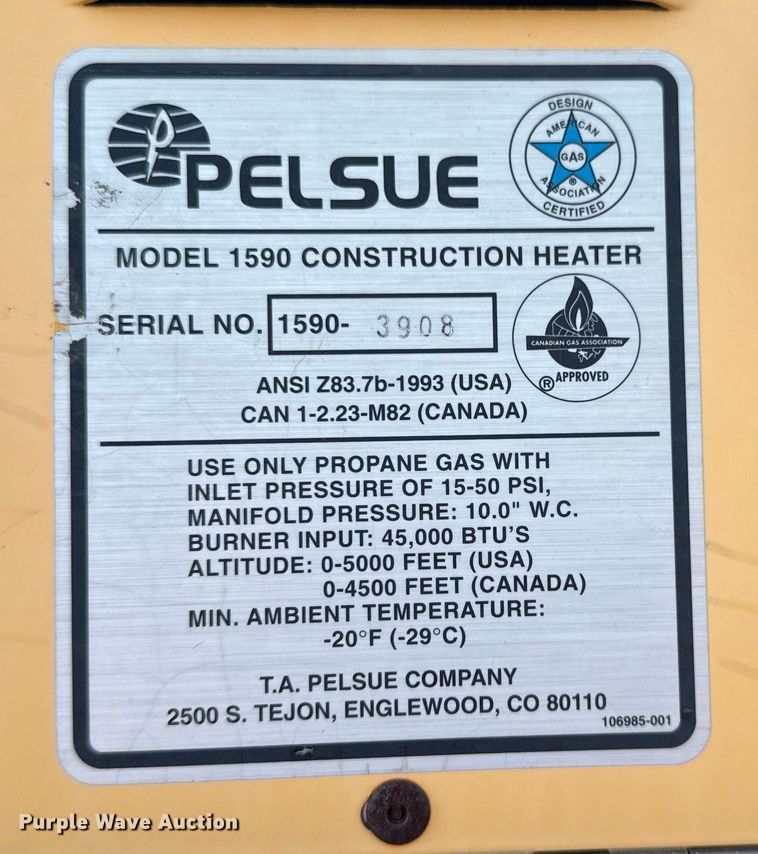 PELSUE
DESIGN
AMERICAN
GAS
®
ASSOCIATION
CERTIFIED
MODEL 1590 CONSTRUCTION HEATER
SERIAL NO. 1590- 3908
CANADIAN GAS ASSOCIATION
® APPROVED
ANSI Z83.7b-1993 (USA)
CAN 1-2.23-M82 (CANADA)
USE ONLY PROPANE GAS WITH
INLET PRESSURE OF 15-50 PSI,
MANIFOLD PRESSURE: 10.0" W.C.
BURNER INPUT: 45,000 BTU'S
ALTITUDE: 0-5000 FEET (USA)
0-4500 FEET (CANADA)
MIN. AMBIENT TEMPERATURE:
-20°F (-29°C)
T.A. PELSUE COMPANY
2500 S. TEJON, ENGLEWOOD, CO 80110
106985-001
Purple Wave Auction